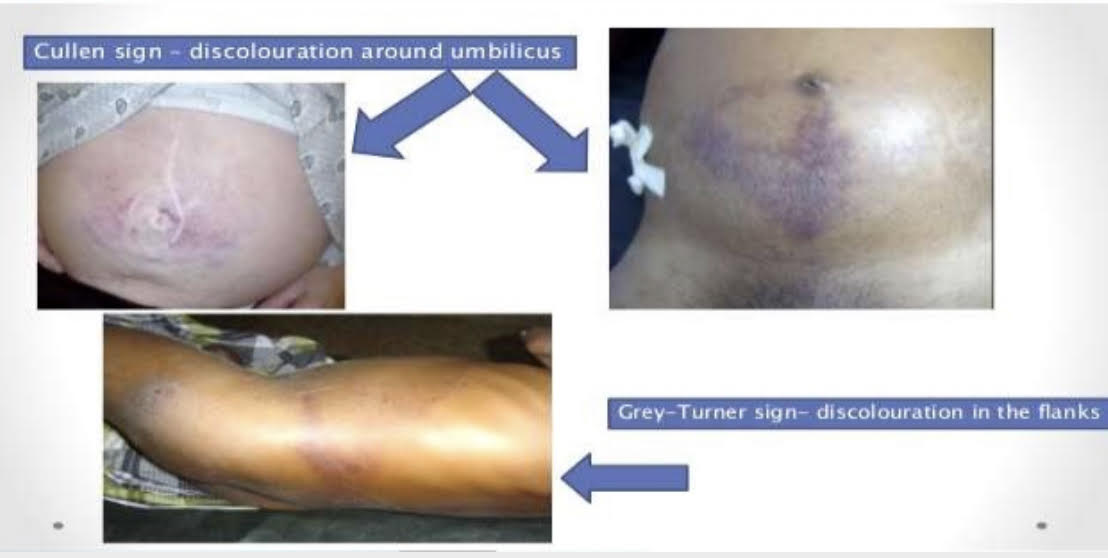 Cullen sign – discolouration around umbilicus
Grey-Turner sign– discolouration in the flanks